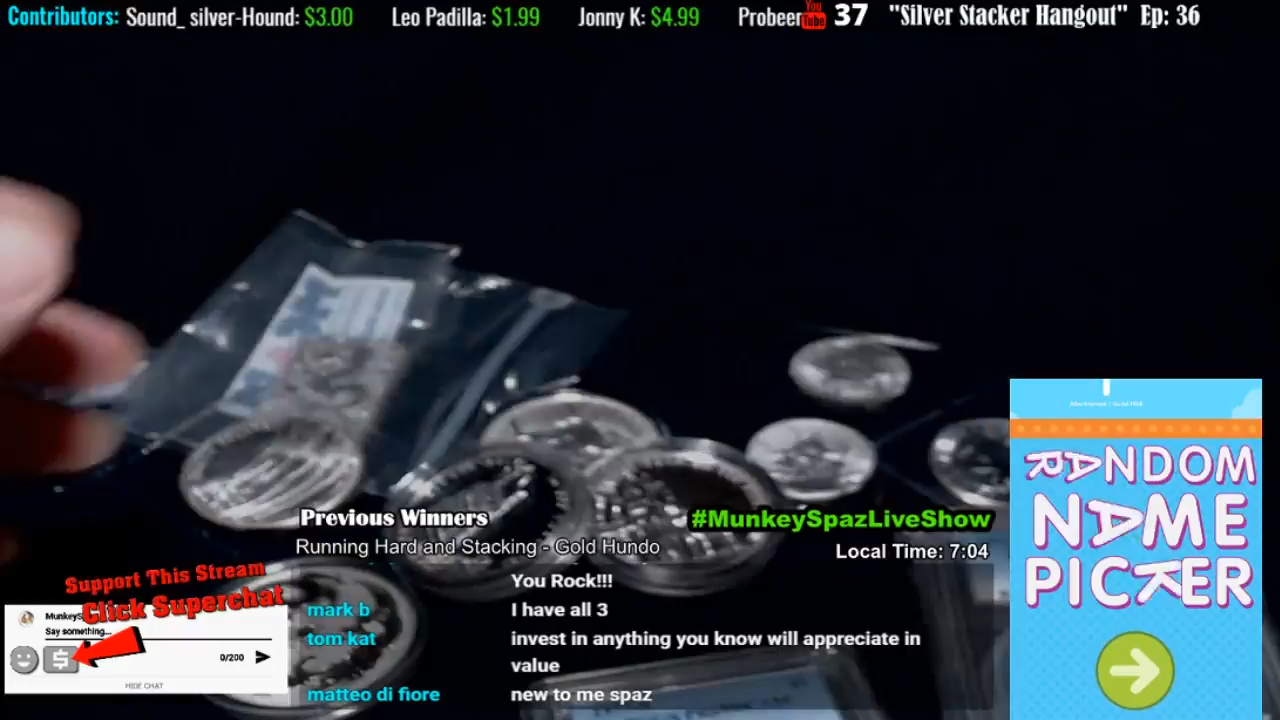 Contributors: Sound_ silver-Hound: $3.00 Leo Padilla: $1.99 Jonny K: $4.99 Probeer YouTube 37 "Silver Stacker Hangout" Ep: 36
RANDOM
NAME
PICKER
Previous Winners
#MunkeySpazLiveShow
Running Hard and Stacking - Gold Hundo
Local Time: 7:04
You Rock!!!
mark b I have all 3
tom kat invest in anything you know will appreciate in
value
matteo di fiore new to me spaz
Support This Stream
Click Superchat
MunkeyS
Say something...
$
0/200
HIDE CHAT